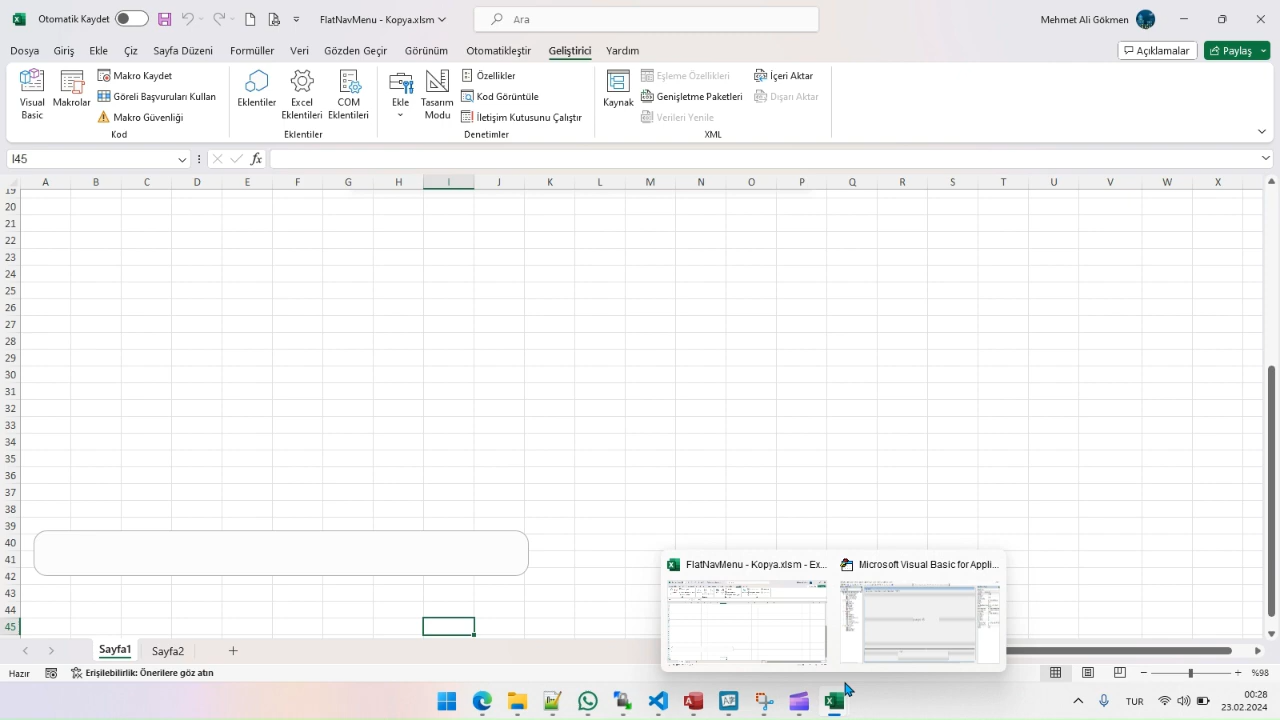 Otomatik Kaydet
FlatNavMenu - Kopya.xlsm
Ara
Mehmet Ali Gökmen
Dosya Giriş Ekle Çiz Sayfa Düzeni Formüller Veri Gözden Geçir Görünüm Otomatikleştir Geliştirici Yardım
Açıklamalar
Paylaş
Visual Basic
Makrolar
Makro Kaydet
Göreli Başvuruları Kullan
Makro Güvenliği
Kod
Eklentiler
Excel Eklentileri
COM Eklentileri
Eklentiler
Ekle
Tasarım Modu
Özellikler
Kod Görüntüle
İletişim Kutusunu Çalıştır
Denetimler
Kaynak
Eşleme Özellikleri
Genişletme Paketleri
Verileri Yenile
İçeri Aktar
Dışarı Aktar
XML
I45
fx
A B C D E F G H I J K L M N O P Q R S T U V W X
19
20
21
22
23
24
25
26
27
28
29
30
31
32
33
34
35
36
37
38
39
40
41
42
43
44
45
FlatNavMenu - Kopya.xlsm - Ex...
Microsoft Visual Basic for Appli...
Sayfa1 Sayfa2
Hazır
Erişilebilirlik: Önerilere göz atın
%98
TUR
00:28
23.02.2024